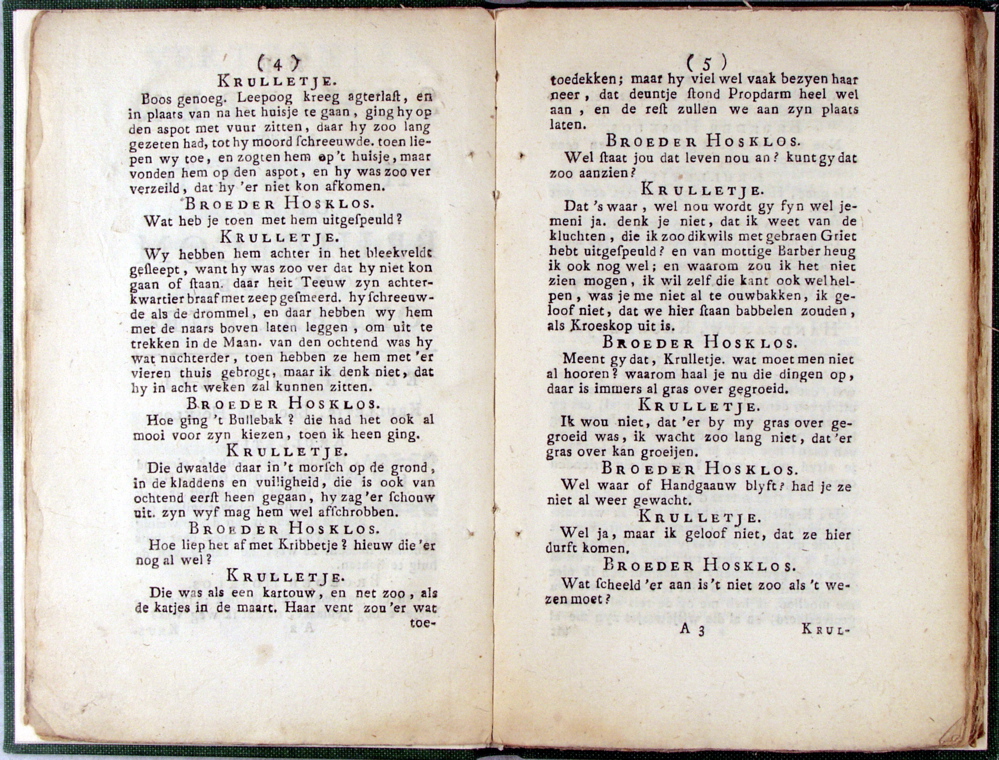 (4)
KRULLETJE.
Boos genoeg. Leepoog kreeg agterlaſt, en
in plaats van na het huisje te gaan, ging hy op
den aspot met vuur zitten, daar hy zoo lang
gezeten had, tot hy moord ſchreeuwde. toen lie-
pen wy toe, en zogten hem op't huisje, maar
vonden hem op den aspot, en hy was zoo ver
verzeild, dat hy 'er niet kon afkomen.
BROEDER HOSKLOS.
Wat heb je toen met hem uitgeſpeuld?
KRULLETJE.
Wy hebben hem achter in het bleekveldt
geſleept, want hy was zoo ver dat hy niet kon
gaan of ſtaan. daar heit Teeuw zyn achter-
kwartier braaf met zeep geſmeerd. hy ſchreeuw-
de als de drommel, en daar hebben wy hem
met de naars boven laten leggen, om uit te
trekken in de Maan. van den ochtend was hy
wat nuchterder, toen hebben ze hem met 'er
vieren thuis gebrogt, maar ik denk niet, dat
hy in acht weken zal kunnen zitten.
BROEDER HOSKLOS.
Hoe ging 't Bullebak? die had het ook al
mooi voor zyn kiezen, toen ik heen ging.
KRULLETJE.
Die dwaalde daar in 't morſch op de grond,
in de kladdens en vuiligheid, die is ook van
ochtend eerſt heen gegaan, hy zag 'er ſchouw
uit. zyn wyf mag hem wel afſchrobben.
BROEDER HOSKLOS.
Hoe liep het af met Kribbetje? hieuw die 'er
nog al wel?
KRULLETJE.
Die was als een kartouw, en net zoo, als
de katjes in de maart. Haar vent zou 'er wat
toe-
(5)
toedekken; maar hy viel wel vaak bezyen haar
neer, dat deuntje ſtond Propdarm heel wel
aan, en de reſt zullen we aan zyn plaats
laten.
BROEDER HOSKLOS.
Wel ſtaat jou dat leven nou an? kunt gy dat
zoo aanzien?
KRULLETJE.
Dat 's waar, wel nou wordt gy fyn wel je-
meni ja. denk je niet, dat ik weet van de
kluchten, die ik zoo dikwils met gebraen Griet
hebt uitgeſpeuld? en van mottige Barber heug
ik ook nog wel; en waarom zou ik het niet
zien mogen, ik wil zelf die kant ook wel hel-
pen, was je me niet al te ouwbakken, ik ge-
loof niet, dat we hier ſtaan babbelen zouden,
als Kroeskop uit is.
BROEDER HOSKLOS.
Meent gy dat, Krulletje. wat moet men niet
al hooren? waarom haal je nu die dingen op,
daar is immers al gras over gegroeid.
KRULLETJE.
Ik wou niet, dat 'er by my gras over ge-
groeid was, ik wacht zoo lang niet, dat 'er
gras over kan groeijen.
BROEDER HOSKLOS.
Wel waar of Handgaauw blyft? had je ze
niet al weer gewacht.
KRULLETJE.
Wel ja, maar ik geloof niet, dat ze hier
durft komen.
BROEDER HOSKLOS.
Wat ſcheeld 'er aan is 't niet zoo als 't we-
zen moet?
A 3 KRUL-